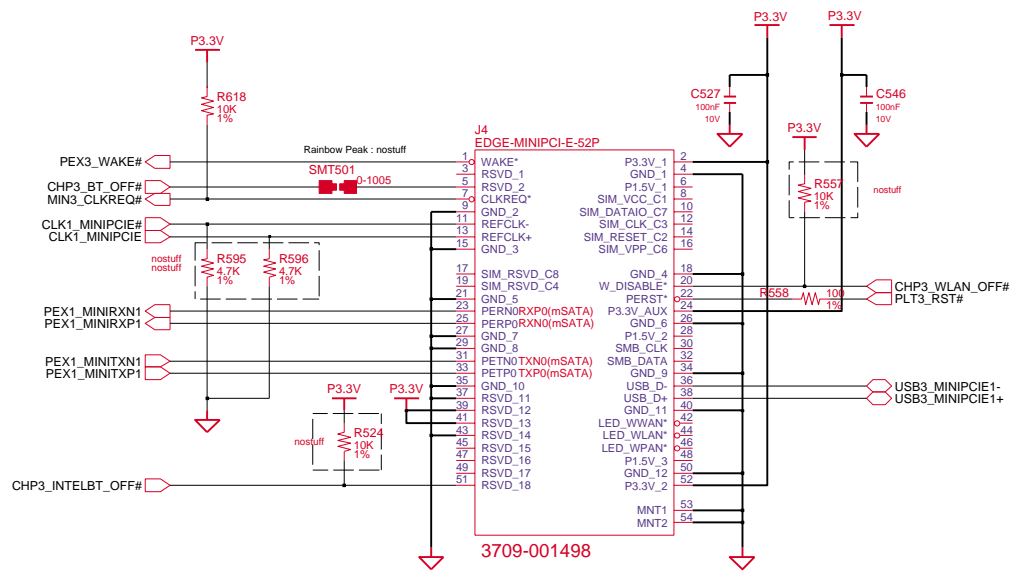 P3.3V
P3.3V
P3.3V
R618
10K
1%
C527
100nF
10V
C546
100nF
10V
P3.3V
J4
EDGE-MINIPCI-E-52P
Rainbow Peak : nostuff
SMT501
0-1005
R557
10K
1%
nostuff
PEX3_WAKE#
CHP3_BT_OFF#
MIN3_CLKREQ#
CLK1_MINIPCIE#
CLK1_MINIPCIE
nostuff
nostuff
R595
4.7K
1%
R596
4.7K
1%
PEX1_MINIRXN1
PEX1_MINIRXP1
PEX1_MINITXN1
PEX1_MINITXP1
P3.3V
P3.3V
nostuff
R524
10K
1%
CHP3_INTELBT_OFF#
1 WAKE*
3 RSVD_1
5 RSVD_2
7 CLKREQ*
9 GND_2
11 REFCLK-
13 REFCLK+
15 GND_3
17 SIM_RSVD_C8
19 SIM_RSVD_C4
21 GND_5
23 PERN0RXP0(mSATA)
25 PERP0RXN0(mSATA)
27 GND_7
29 GND_8
31 PETN0TXN0(mSATA)
33 PETP0TXP0(mSATA)
35 GND_10
37 RSVD_11
39 RSVD_12
41 RSVD_13
43 RSVD_14
45 RSVD_15
47 RSVD_16
49 RSVD_17
51 RSVD_18
P3.3V_1 2
GND_1 4
P1.5V_1 6
SIM_VCC_C1 8
SIM_DATAIO_C7 10
SIM_CLK_C3 12
SIM_RESET_C2 14
SIM_VPP_C6 16
GND_4 18
W_DISABLE* 20
PERST* 22
P3.3V_AUX 24
GND_6 26
P1.5V_2 28
SMB_CLK 30
SMB_DATA 32
GND_9 34
USB_D- 36
USB_D+ 38
GND_11 40
LED_WWAN* 42
LED_WLAN* 44
LED_WPAN* 46
P1.5V_3 48
GND_12 50
P3.3V_2 52
MNT1 53
MNT2 54
R558
100
1%
CHP3_WLAN_OFF#
PLT3_RST#
USB3_MINIPCIE1-
USB3_MINIPCIE1+
3709-001498